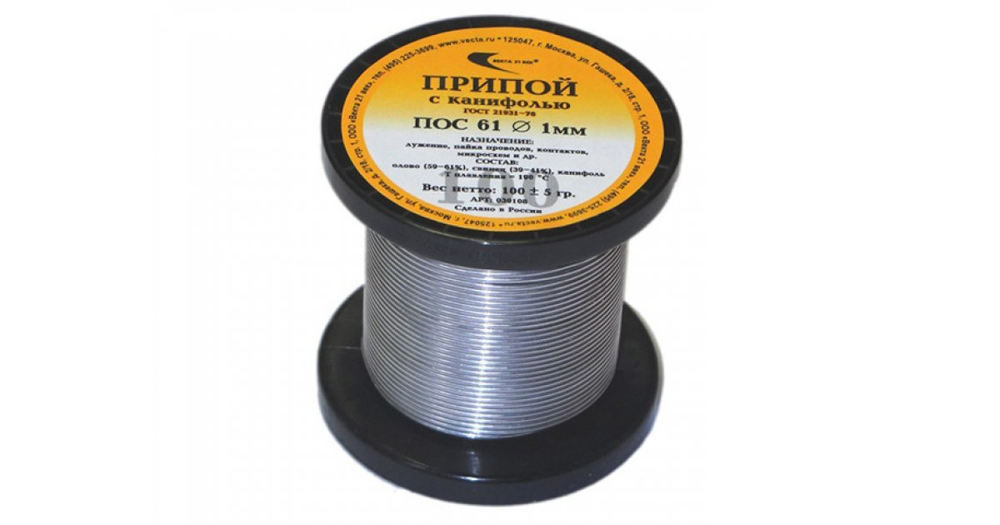 www.vecta.ru * 125047, г. Москва, ул. Гашека, д. 2/18, стр. 1, ООО «Векта 21 век», тел. (495) 225-3699,
www.vecta.ru * 125047, г. Москва, ул. Гашека, д. 2/18, стр. 1, ООО «Векта 21 век», тел. (495) 225-3699,
ВЕКТА 21 ВЕК®
ПРИПОЙ
с канифолью
ГОСТ 21931-76
ПОС 61 Ø 1мм
НАЗНАЧЕНИЕ:
лужение, пайка проводов, контактов,
микросхем и др.
СОСТАВ:
олово (59-61%), свинец (39-41%), канифоль
Т плавления = 190 °С
100
Вес нетто: 100 ± 5 гр.
АРТ: 030108
Сделано в России